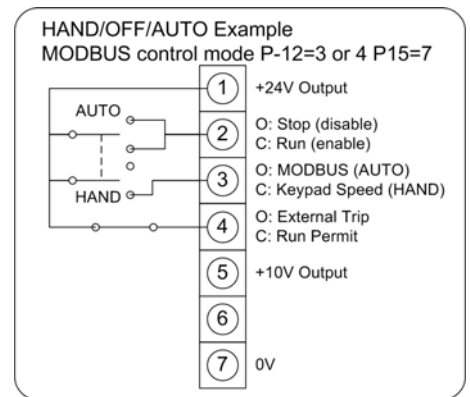 HAND/OFF/AUTO Example
MODBUS control mode P-12=3 or 4 P15=7
AUTO
HAND
1 +24V Output
2 O: Stop (disable)
C: Run (enable)
3 O: MODBUS (AUTO)
C: Keypad Speed (HAND)
4 O: External Trip
C: Run Permit
5 +10V Output
6
7 0V